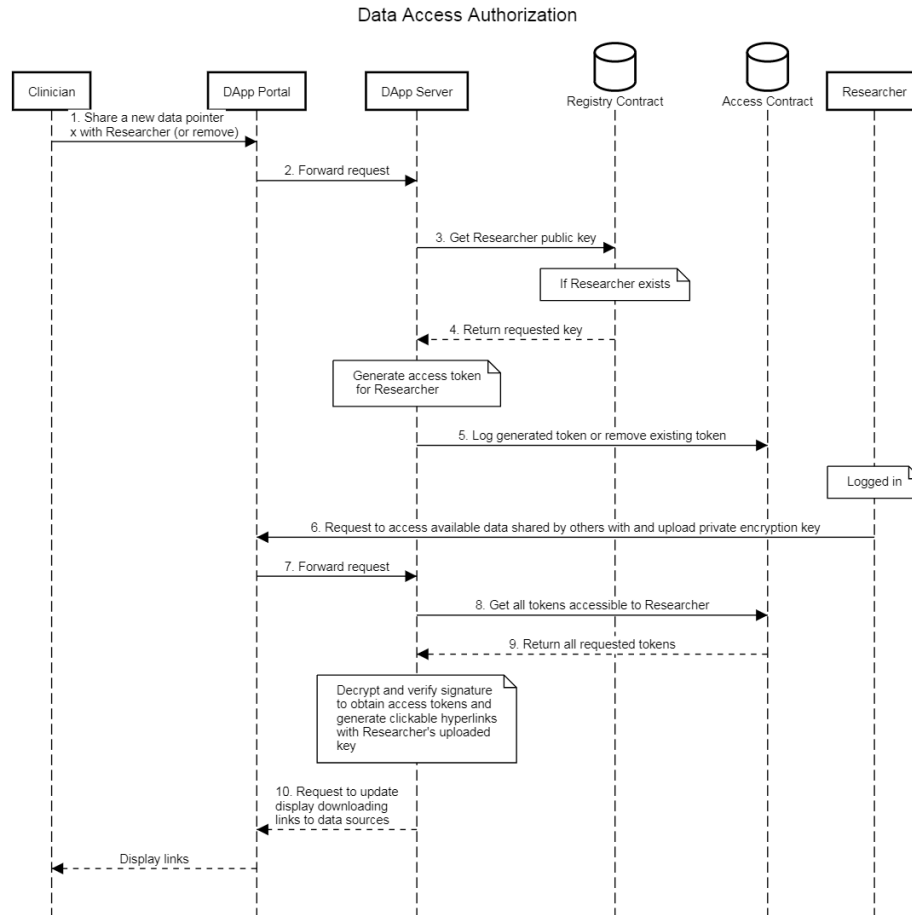 Data Access Authorization
Clinician
DApp Portal
DApp Server
Registry Contract
Access Contract
Researcher
1. Share a new data pointer
x with Researcher (or remove)
2. Forward request
3. Get Researcher public key
If Researcher exists
4. Return requested key
Generate access token
for Researcher
5. Log generated token or remove existing token
Logged in
6. Request to access available data shared by others with and upload private encryption key
7. Forward request
8. Get all tokens accessible to Researcher
9. Return all requested tokens
Decrypt and verify signature
to obtain access tokens and
generate clickable hyperlinks
with Researcher's uploaded
key
10. Request to update
display downloading
links to data sources
Display links